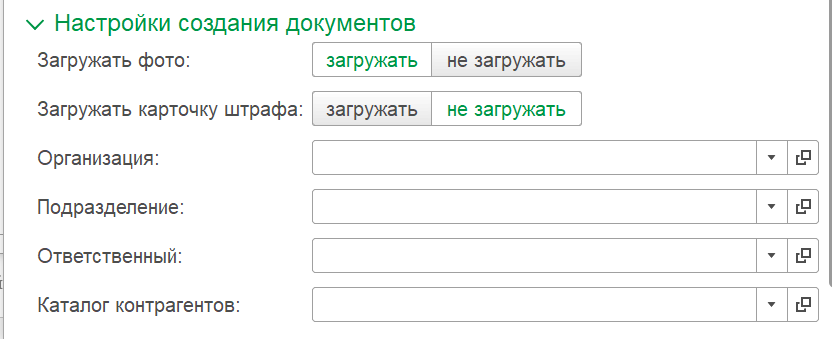 Настройки создания документов
Загружать фото: загружать не загружать
Загружать карточку штрафа: загружать не загружать
Организация:
Подразделение:
Ответственный:
Каталог контрагентов: